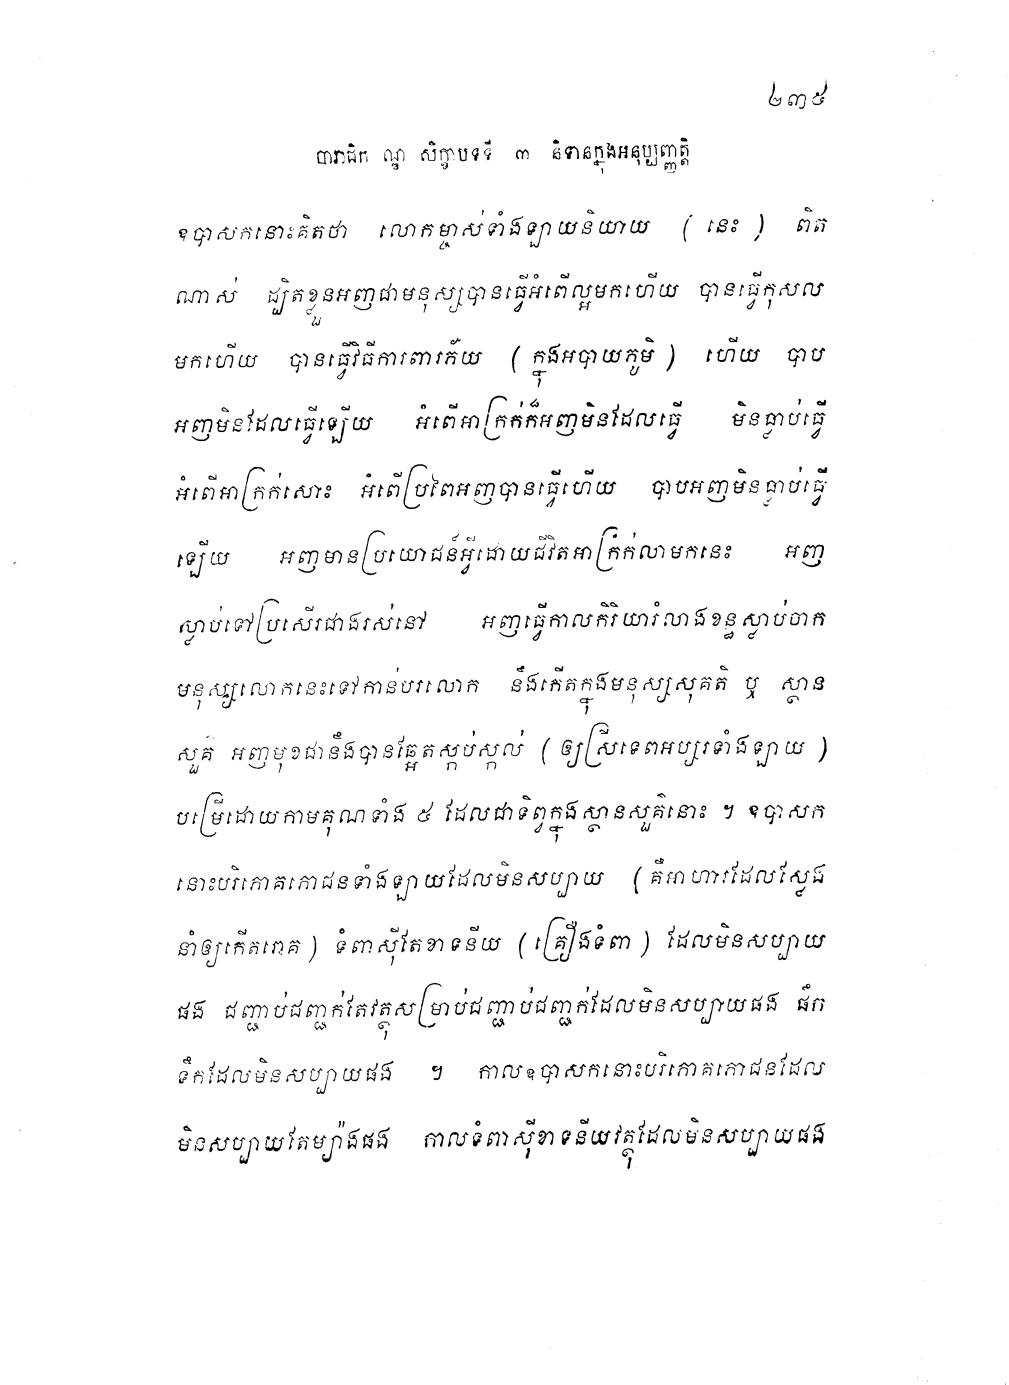 ២៣៥
បារាជិក ណ្ឌ សិក្ខាបទទី ៣ និទានក្នុងអនុប្បញ្ញត្តិ
ឧបាសកនោះគិតថា លោកម្ចាស់ទាំងឡាយនិយាយ ( នេះ ) ពិត
ណាស់ ដ្បិតខ្លួនអញជាមនុស្សបានធ្វើអំពើល្អមកហើយ បានធ្វើកុសល
មកហើយ បានធ្វើវិធីការពារភ័យ ( ក្នុងអបាយភូមិ ) ហើយ បាប
អញមិនដែលធ្វើឡើយ អំពើអាក្រក់ក៏អញមិនដែលធ្វើ មិនធ្លាប់ធ្វើ
អំពើអាក្រក់សោះ អំពើប្រពៃអញបានធ្វើហើយ បាបអញមិនធ្លាប់ធ្វើ
ឡើយ អញមានប្រយោជន៍អ្វីដោយជីវិតអាក្រក់លាមកនេះ អញ
ស្លាប់ទៅប្រសើរជាងរស់នៅ អញធ្វើកាលកិរិយារំលាងខន្ធស្លាប់ចាក
មនុស្សលោកនេះទៅកាន់បរលោក នឹងកើតក្នុងមនុស្សសុគតិ ឬ ស្ថាន
សួគ៌ អញមុខជានឹងបានឆ្អែតស្កប់ស្កល់ ( ឲ្យស្រីទេពអប្សរទាំងឡាយ )
បម្រើដោយកាមគុណទាំង ៥ ដែលជាទិព្វក្នុងស្ថានសួគ៌នោះ ។ ឧបាសក
នោះបរិភោគភោជនទាំងឡាយដែលមិនសប្បាយ ( គឺអាហារដែលស្លែង
នាំឲ្យកើតរោគ ) ទំពាស៊ីតែខាទនីយ ( គ្រឿងទំពា ) ដែលមិនសប្បាយ
ផង ជញ្ជាប់ជញ្ជក់តែវត្ថុសម្រាប់ជញ្ជាប់ជញ្ជក់ដែលមិនសប្បាយផង ផឹក
ទឹកដែលមិនសប្បាយផង ។ កាលឧបាសកនោះបរិភោគភោជនដែល
មិនសប្បាយតែម្យ៉ាងផង កាលទំពាស៊ីខាទនីយវត្ថុដែលមិនសប្បាយផង